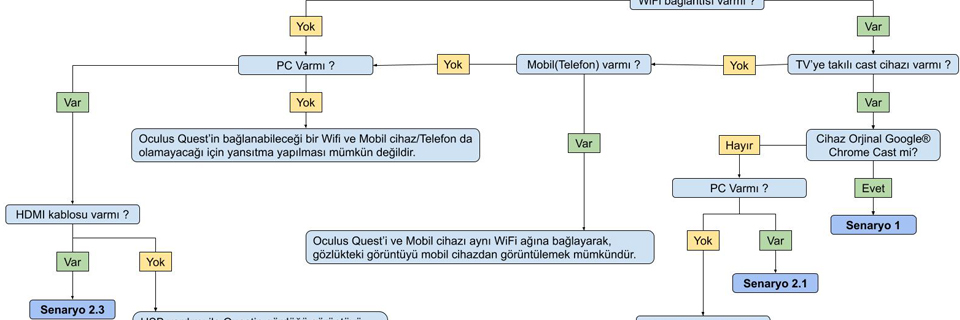 WiFi bağlantısı varmı ?
Yok
Var
PC Varmı ?
Yok
Mobil(Telefon) varmı ?
Yok
TV'ye takılı cast cihazı varmı ?
Var
Yok
Var
Oculus Quest'in bağlanabileceği bir Wifi ve Mobil cihaz/Telefon da
olamayacağı için yansıtma yapılması mümkün değildir.
Var
Hayır
Cihaz Orjinal Google®
Chrome Cast mi?
PC Varmı ?
Evet
HDMI kablosu varmı ?
Senaryo 1
Oculus Quest'i ve Mobil cihazı aynı WiFi ağına bağlayarak,
gözlükteki görüntüyü mobil cihazdan görüntülemek mümkündür.
Yok
Var
Var
Yok
Senaryo 2.1
Senaryo 2.3